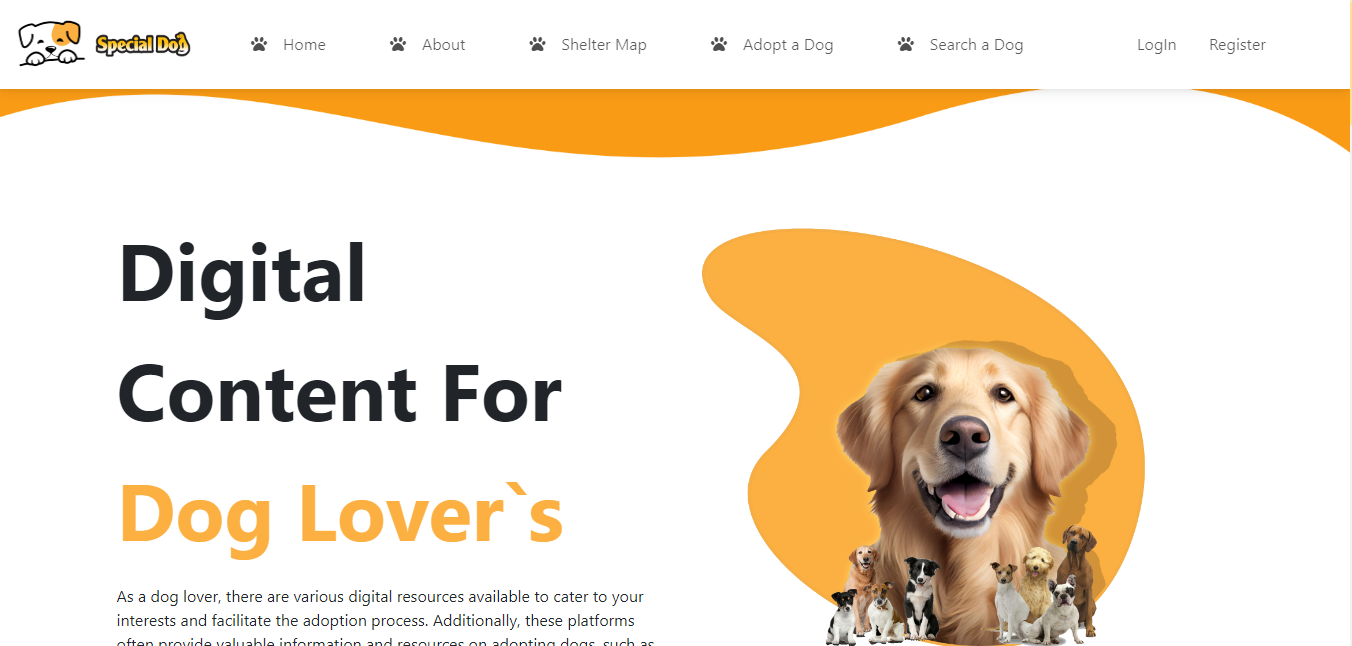 Special Dog
Home
About
Shelter Map
Adopt a Dog
Search a Dog
LogIn
Register
Digital
Content For
Dog Lover`s
As a dog lover, there are various digital resources available to cater to your
interests and facilitate the adoption process. Additionally, these platforms
often provide valuable information and resources on adopting dogs, such as